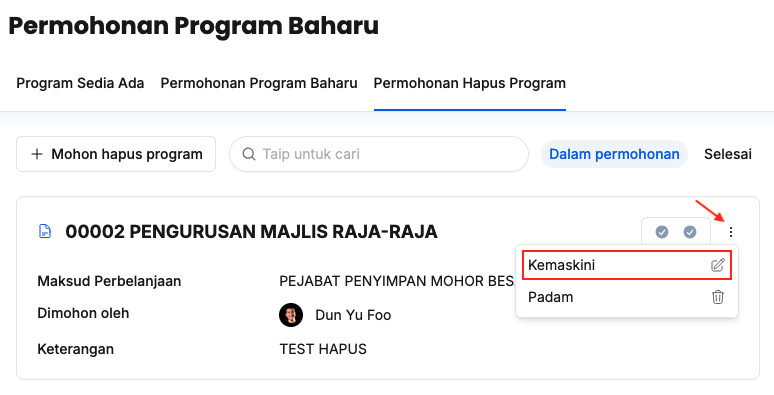 Permohonan Program Baharu
Program Sedia Ada Permohonan Program Baharu Permohonan Hapus Program
+ Mohon hapus program Taip untuk cari Dalam permohonan Selesai
00002 PENGURUSAN MAJLIS RAJA-RAJA
Kemaskini
Maksud Perbelanjaan PEJABAT PENYIMPAN MOHOR BES
Padam
Dimohon oleh Dun Yu Foo
Keterangan TEST HAPUS